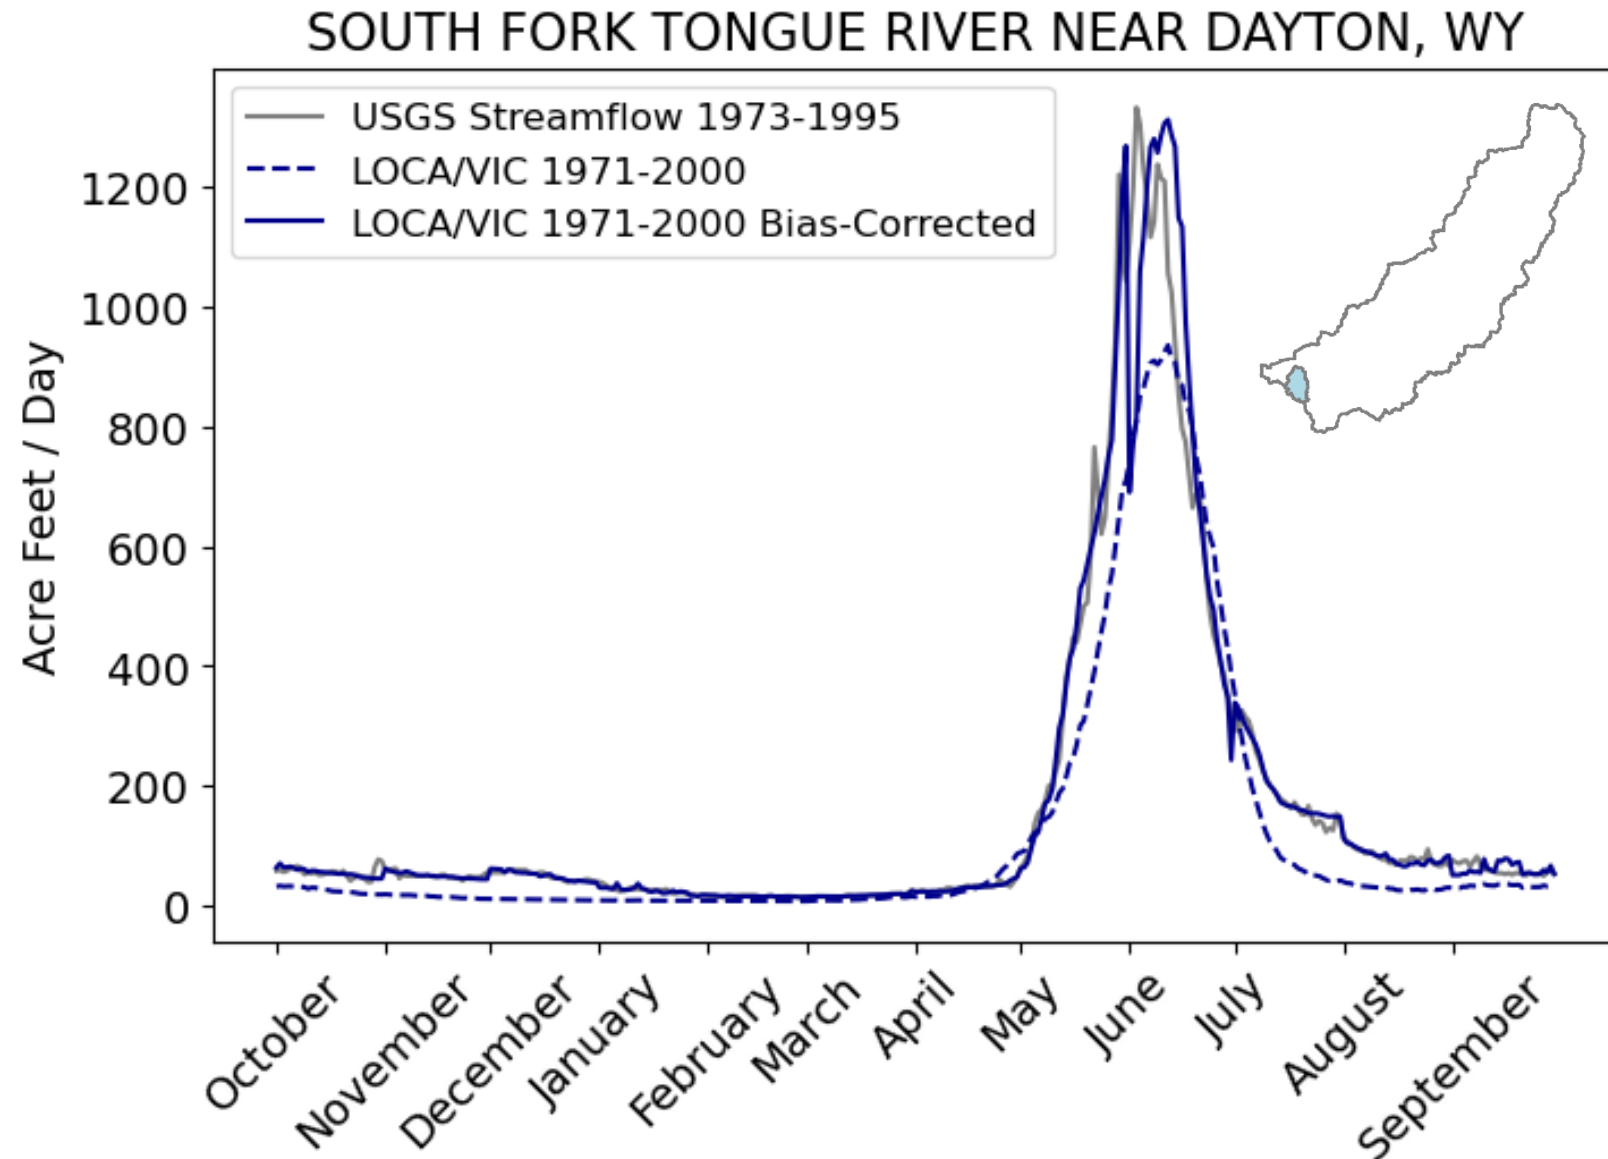 SOUTH FORK TONGUE RIVER NEAR DAYTON, WY
USGS Streamflow 1973-1995
LOCA/VIC 1971-2000
LOCA/VIC 1971-2000 Bias-Corrected
Acre Feet / Day
1200
1000
800
600
400
200
0
October
November
December
January
February
March
April
May
June
July
August
September